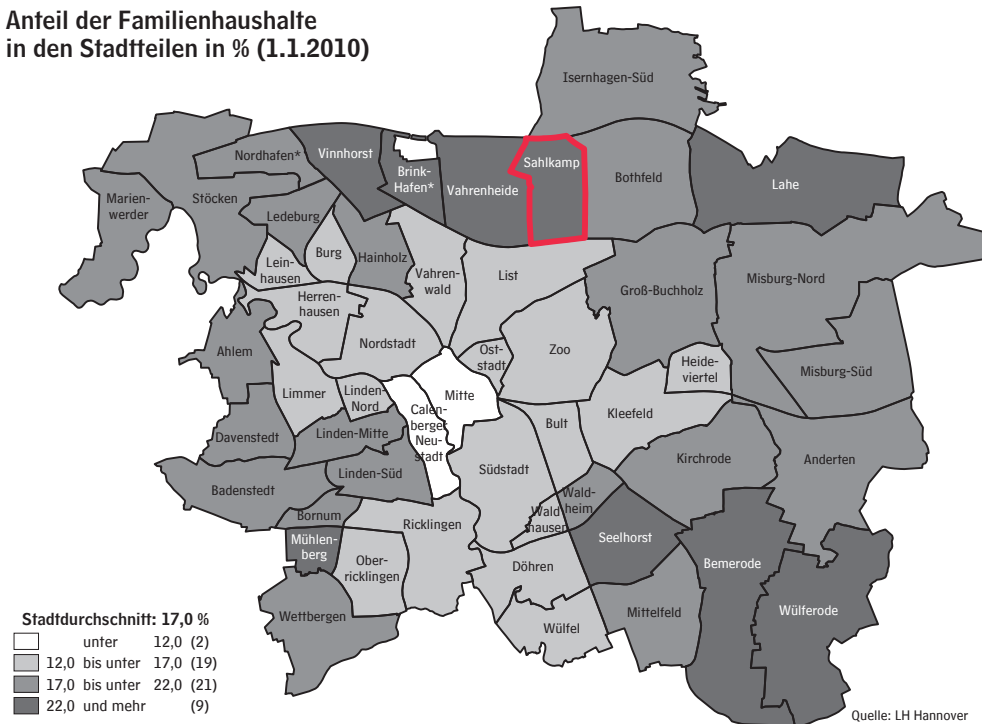 Anteil der Familienhaushalte
in den Stadtteilen in % (1.1.2010)
Isernhagen-Süd
Nordhafen*
Vinnhorst
Brink-
Hafen*
Vahrenheide
Sahlkamp
Bothfeld
Lahe
Marien-
werder
Stöcken
Ledeburg
Burg
Hainholz
Lein-
hausen
Vahren-
wald
List
Groß-Buchholz
Misburg-Nord
Herren-
hausen
Nordstadt
Ost-
stadt
Zoo
Heide-
viertel
Misburg-Süd
Ahlem
Limmer
Linden-
Nord
Mitte
Calen-
berger
Neu-
stadt
Kleefeld
Davenstedt
Linden-Mitte
Bult
Linden-Süd
Südstadt
Kirchrode
Anderten
Badenstedt
Wald-
heim
Bornum
Ricklingen
Wald
hausen
Mühlen-
berg
Seelhorst
Ober-
ricklingen
Döhren
Bemerode
Wettbergen
Wülfel
Mittelfeld
Wülferode
Stadtdurchschnitt: 17,0 %
unter 12,0 (2)
12,0 bis unter 17,0 (19)
17,0 bis unter 22,0 (21)
22,0 und mehr (9)
Quelle: LH Hannover